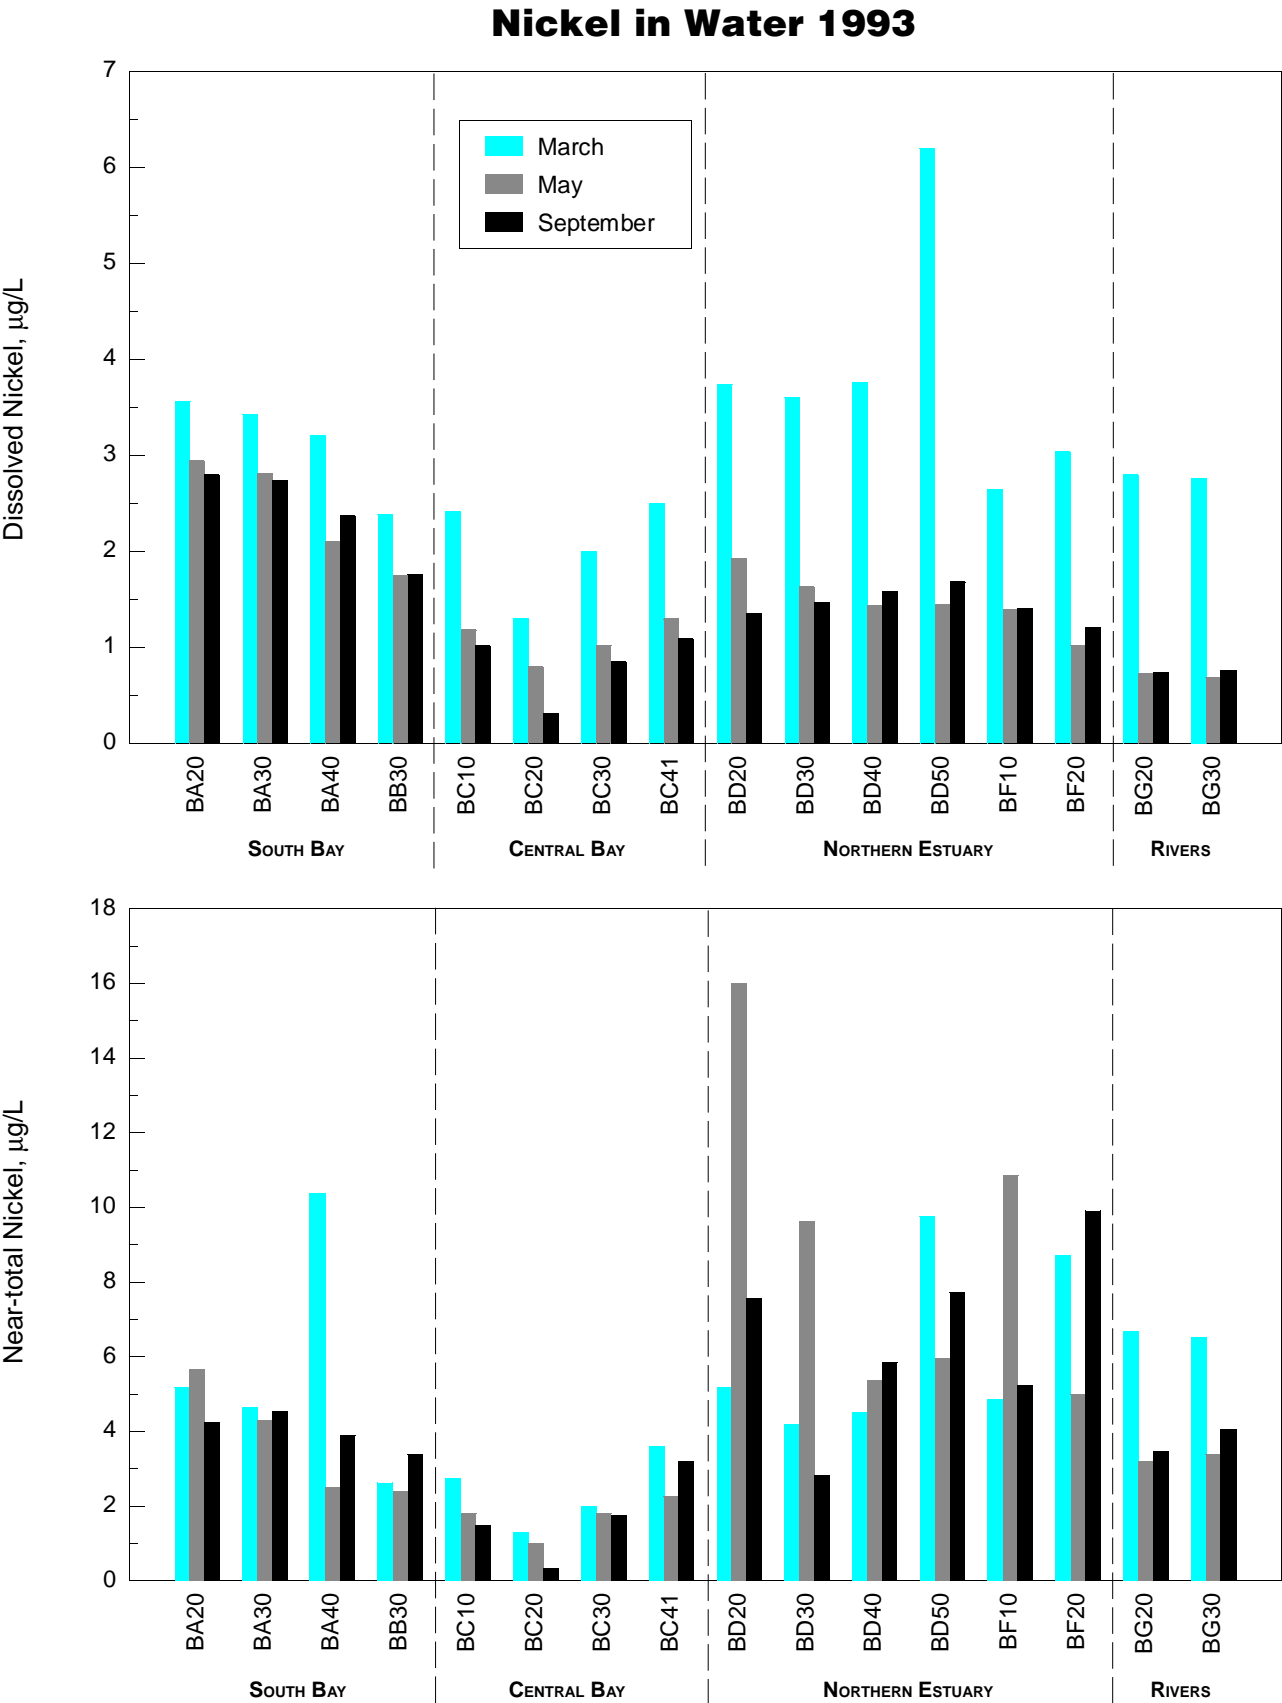 Nickel in Water 1993
Dissolved Nickel, µg/L
7
6
5
4
3
2
1
0
March
May
September
BA20 BA30 BA40 BB30 BC10 BC20 BC30 BC41 BD20 BD30 BD40 BD50 BF10 BF20 BG20 BG30
SOUTH BAY CENTRAL BAY NORTHERN ESTUARY RIVERS
Near-total Nickel, µg/L
18
16
14
12
10
8
6
4
2
0
BA20 BA30 BA40 BB30 BC10 BC20 BC30 BC41 BD20 BD30 BD40 BD50 BF10 BF20 BG20 BG30
SOUTH BAY CENTRAL BAY NORTHERN ESTUARY RIVERS